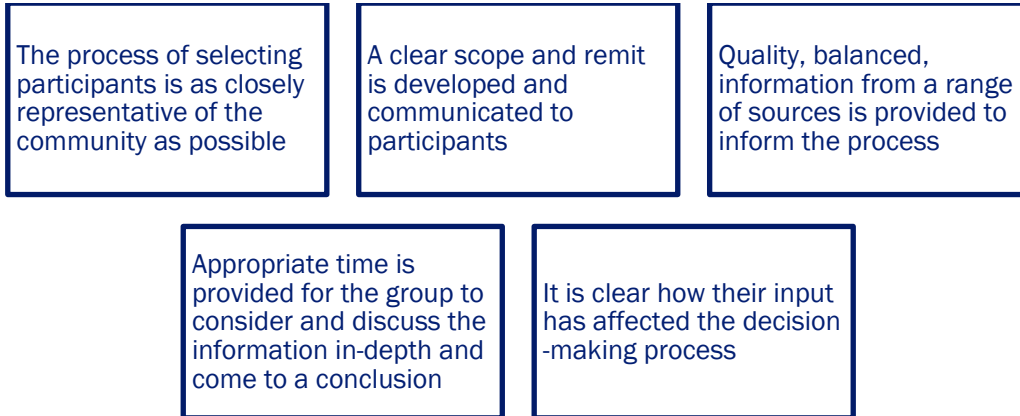 The process of selecting
participants is as closely
representative of the
community as possible
A clear scope and remit
is developed and
communicated to
participants
Quality, balanced,
information from a range
of sources is provided to
inform the process
Appropriate time is
provided for the group to
consider and discuss the
information in-depth and
come to a conclusion
It is clear how their input
has affected the decision
-making process